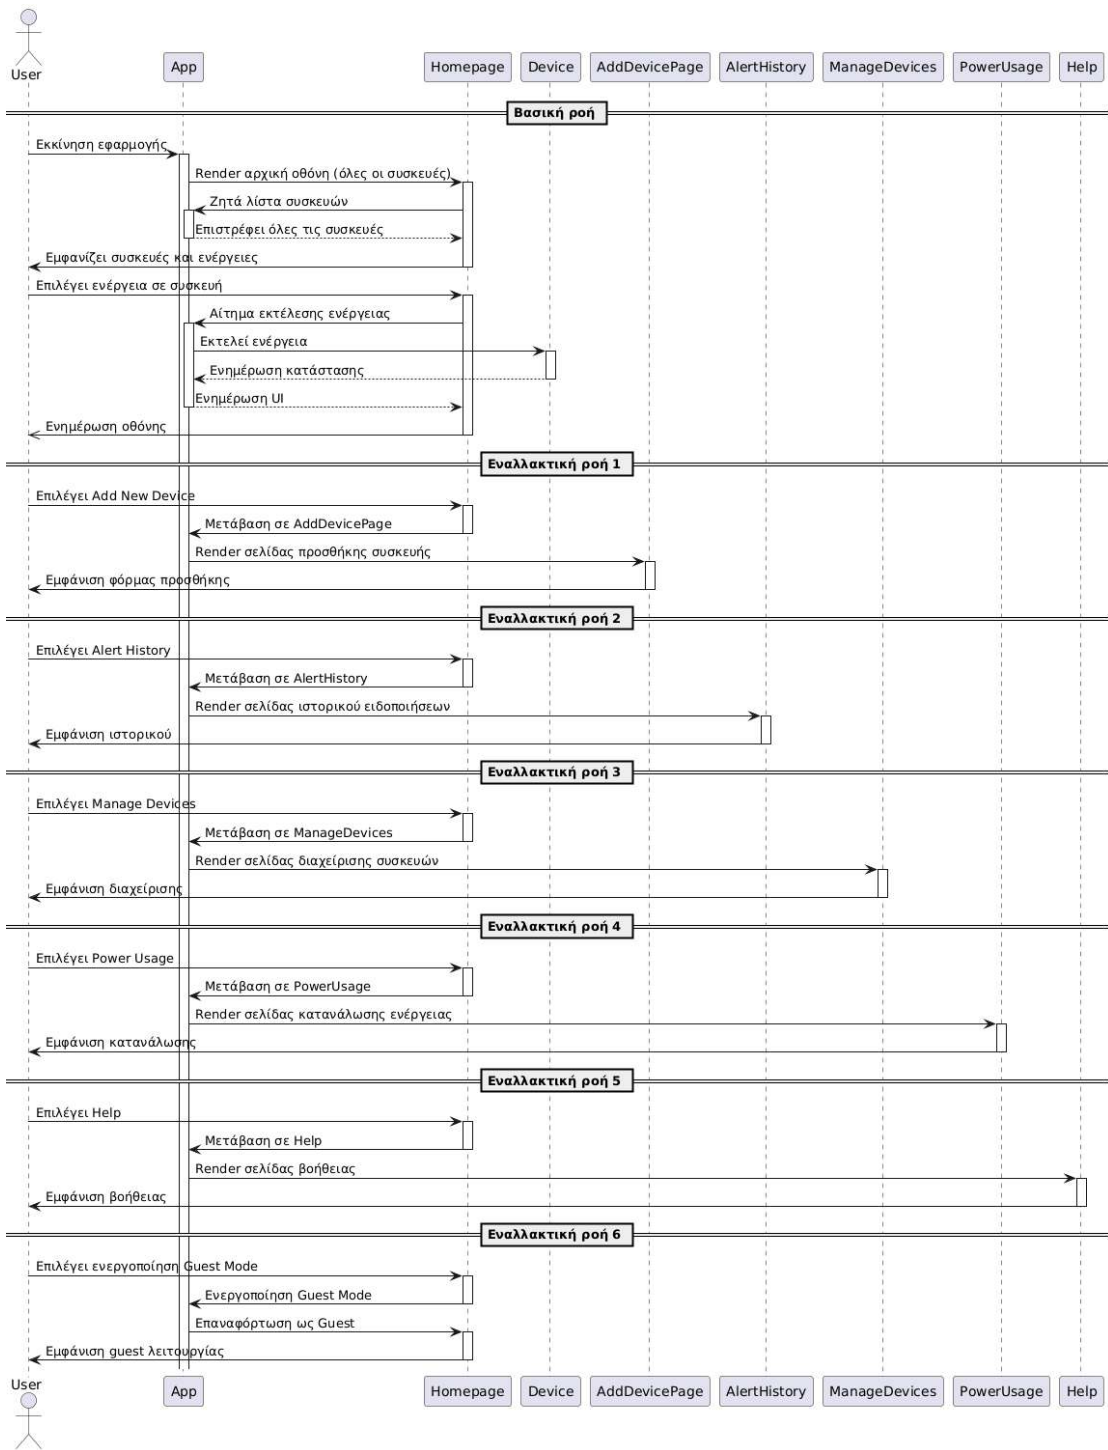 User
App
Homepage
Device
AddDevicePage
AlertHistory
ManageDevices
PowerUsage
Help
Βασική ροή
Εκκίνηση εφαρμογής
Render αρχική οθόνη (όλες οι συσκευές)
Ζητά λίστα συσκευών
Επιστρέφει όλες τις συσκευές
Εμφανίζει συσκευές και ενέργειες
Επιλέγει ενέργεια σε συσκευή
Αίτημα εκτέλεσης ενέργειας
Εκτελεί ενέργεια
Ενημέρωση κατάστασης
Ενημέρωση UI
Ενημέρωση οθόνης
Εναλλακτική ροή 1
Επιλέγει Add New Device
Μετάβαση σε AddDevicePage
Render σελίδας προσθήκης συσκευής
Εμφάνιση φόρμας προσθήκης
Εναλλακτική ροή 2
Επιλέγει Alert History
Μετάβαση σε AlertHistory
Render σελίδας ιστορικού ειδοποιήσεων
Εμφάνιση ιστορικού
Εναλλακτική ροή 3
Επιλέγει Manage Devices
Μετάβαση σε ManageDevices
Render σελίδας διαχείρισης συσκευών
Εμφάνιση διαχείρισης
Εναλλακτική ροή 4
Επιλέγει Power Usage
Μετάβαση σε PowerUsage
Render σελίδας κατανάλωσης ενέργειας
Εμφάνιση κατανάλωσης
Εναλλακτική ροή 5
Επιλέγει Help
Μετάβαση σε Help
Render σελίδας βοήθειας
Εμφάνιση βοήθειας
Εναλλακτική ροή 6
Επιλέγει ενεργοποίηση Guest Mode
Ενεργοποίηση Guest Mode
Επαναφόρτωση ως Guest
Εμφάνιση guest λειτουργίας
User
App
Homepage
Device
AddDevicePage
AlertHistory
ManageDevices
PowerUsage
Help